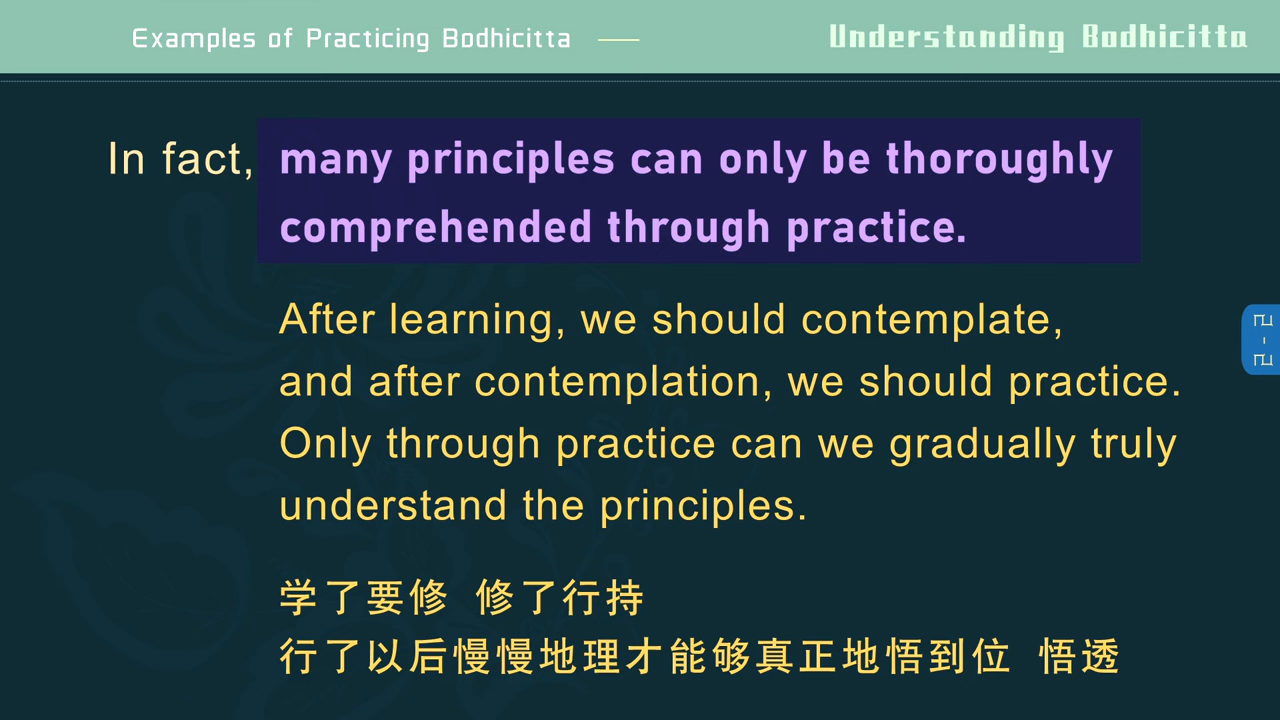 Examples of Practicing Bodhicitta
Understanding Bodhicitta
In fact, many principles can only be thoroughly
comprehended through practice.
After learning, we should contemplate,
and after contemplation, we should practice.
Only through practice can we gradually truly
understand the principles.
学了要修 修了行持
行了以后慢慢地理才能够真正地悟到位 悟透